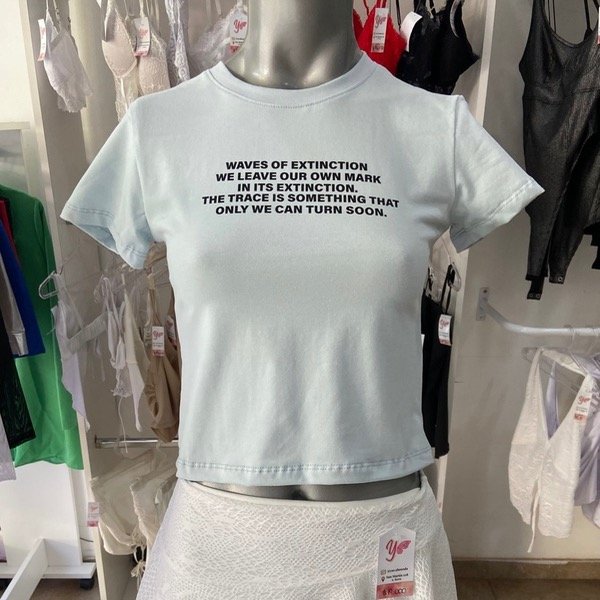 WAVES OF EXTINCTION
WE LEAVE OUR OWN MARK
IN ITS EXTINCTION.
THE TRACE IS SOMETHING THAT
ONLY WE CAN TURN SOON.